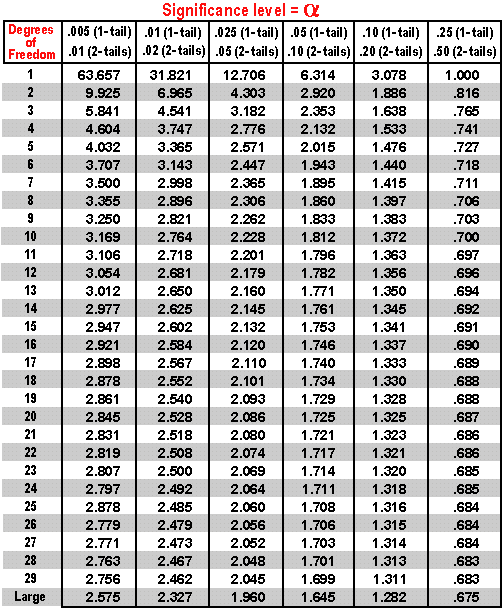 Significance level = α
Degrees of Freedom .005 (1-tail) .01 (1-tail) .025 (1-tail) .05 (1-tail) .10 (1-tail) .25 (1-tail)
.01 (2-tails) .02 (2-tails) .05 (2-tails) .10 (2-tails) .20 (2-tails) .50 (2-tails)
1 63.657 31.821 12.706 6.314 3.078 1.000
2 9.925 6.965 4.303 2.920 1.886 .816
3 5.841 4.541 3.182 2.353 1.638 .765
4 4.604 3.747 2.776 2.132 1.533 .741
5 4.032 3.365 2.571 2.015 1.476 .727
6 3.707 3.143 2.447 1.943 1.440 .718
7 3.500 2.998 2.365 1.895 1.415 .711
8 3.355 2.896 2.306 1.860 1.397 .706
9 3.250 2.821 2.262 1.833 1.383 .703
10 3.169 2.764 2.228 1.812 1.372 .700
11 3.106 2.718 2.201 1.796 1.363 .697
12 3.054 2.681 2.179 1.782 1.356 .696
13 3.012 2.650 2.160 1.771 1.350 .694
14 2.977 2.625 2.145 1.761 1.345 .692
15 2.947 2.602 2.132 1.753 1.341 .691
16 2.921 2.584 2.120 1.746 1.337 .690
17 2.898 2.567 2.110 1.740 1.333 .689
18 2.878 2.552 2.101 1.734 1.330 .688
19 2.861 2.540 2.093 1.729 1.328 .688
20 2.845 2.528 2.086 1.725 1.325 .687
21 2.831 2.518 2.080 1.721 1.323 .686
22 2.819 2.508 2.074 1.717 1.321 .686
23 2.807 2.500 2.069 1.714 1.320 .685
24 2.797 2.492 2.064 1.711 1.318 .685
25 2.878 2.485 2.060 1.708 1.316 .684
26 2.779 2.479 2.056 1.706 1.315 .684
27 2.771 2.473 2.052 1.703 1.314 .684
28 2.763 2.467 2.048 1.701 1.313 .683
29 2.756 2.462 2.045 1.699 1.311 .683
Large 2.575 2.327 1.960 1.645 1.282 .675